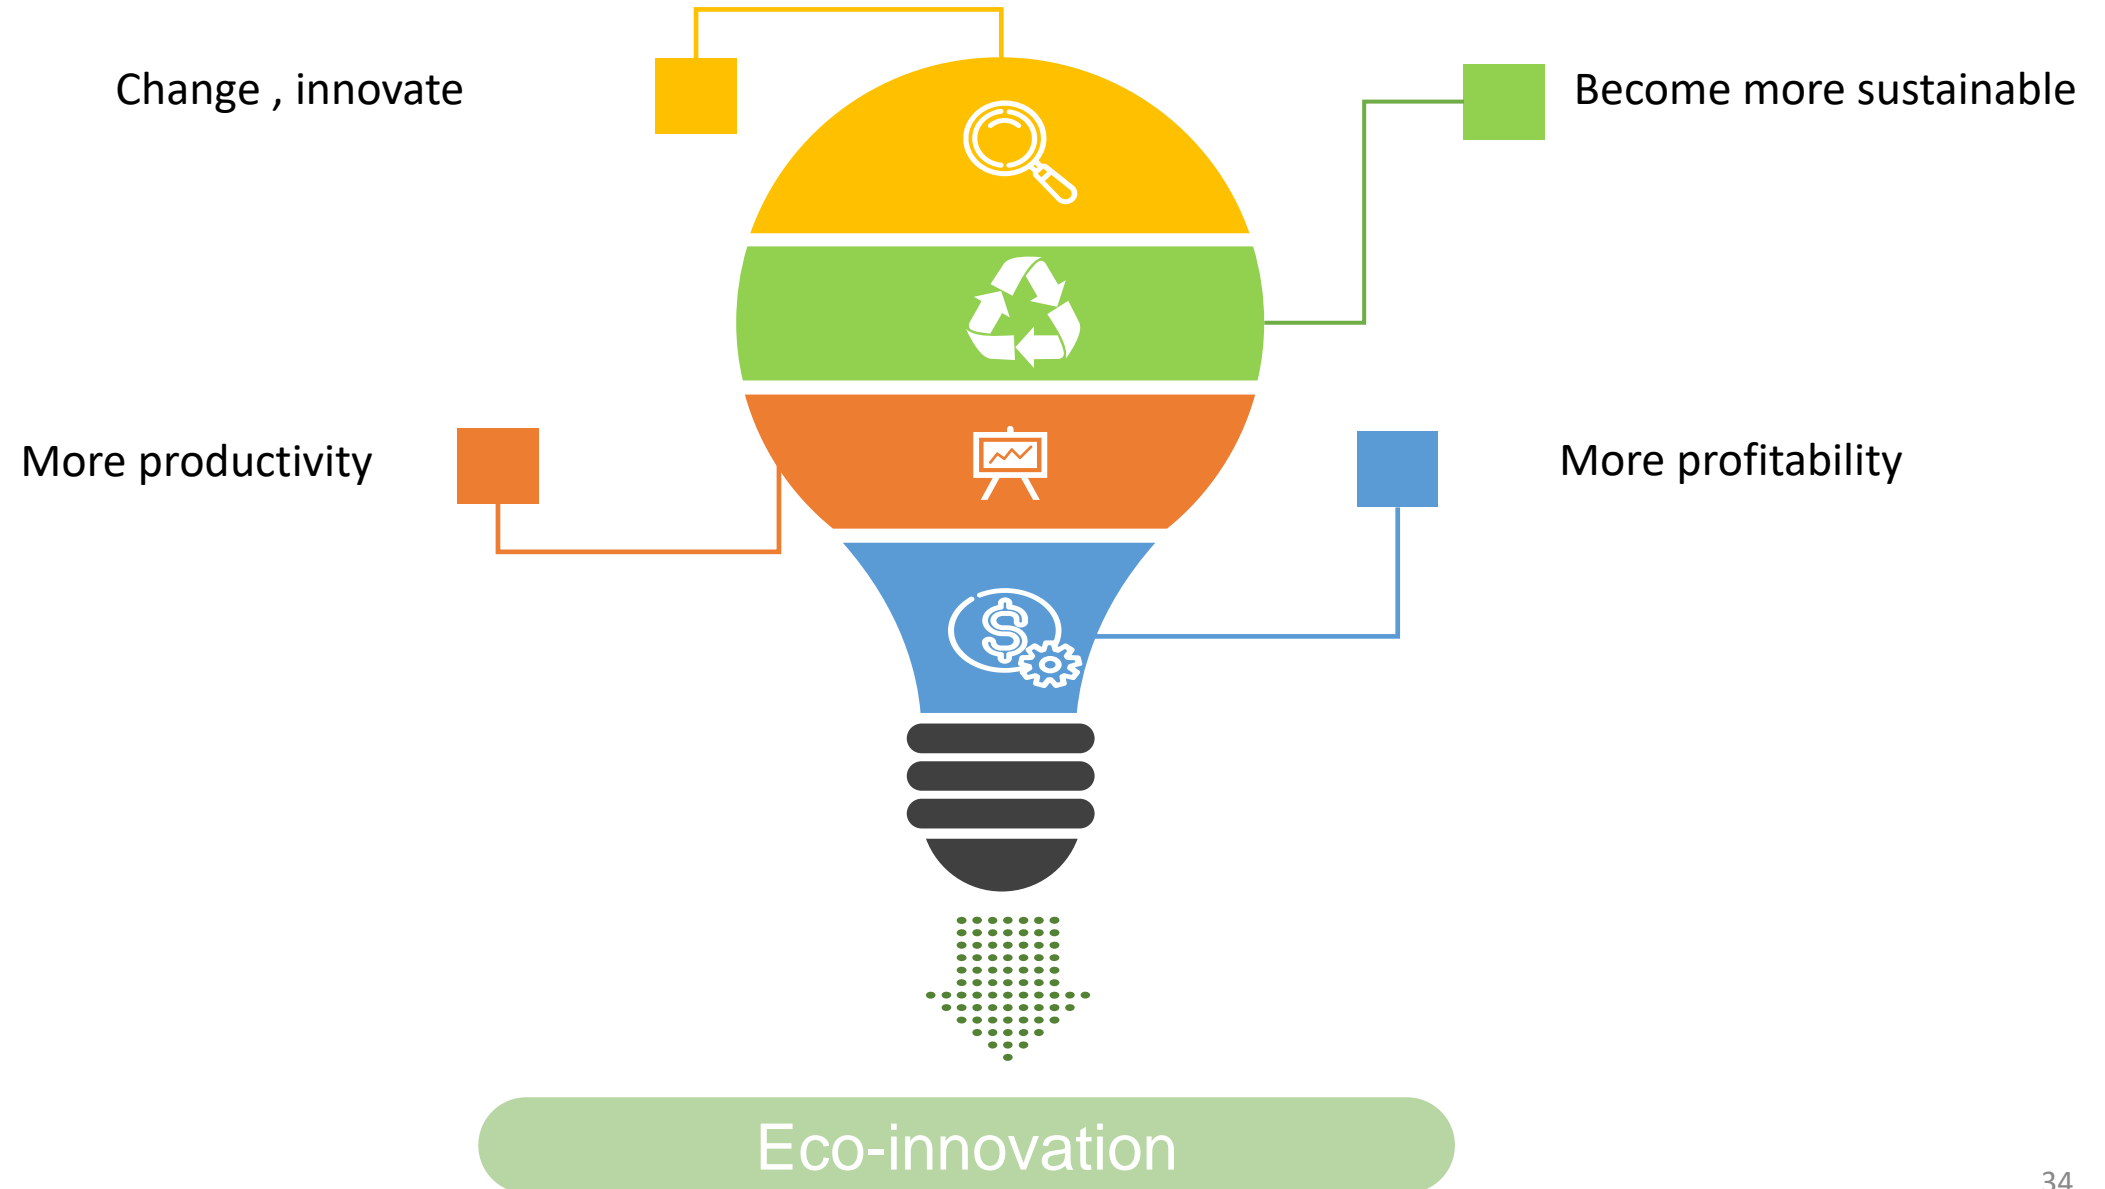 Change , innovate
Become more sustainable
More productivity
More profitability
Eco-innovation
34